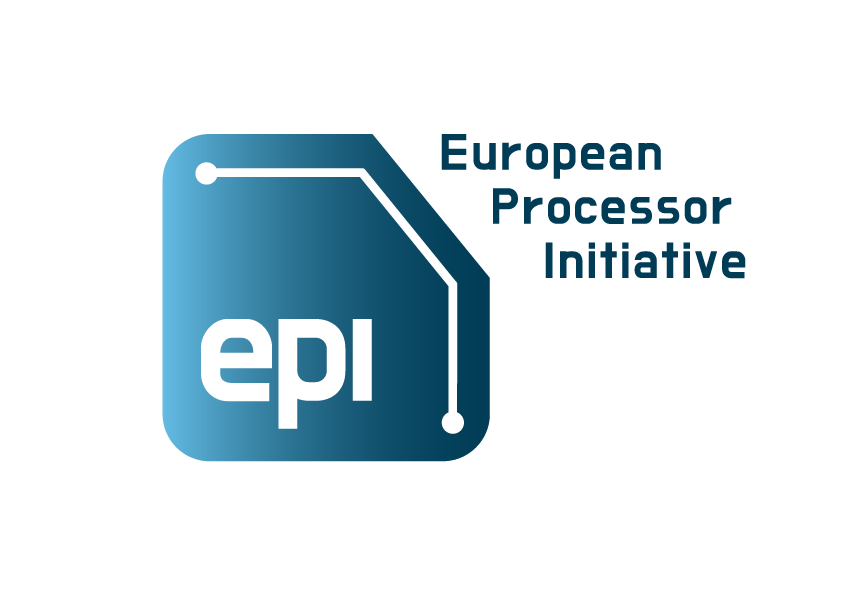 European
Processor
Initiative
epi